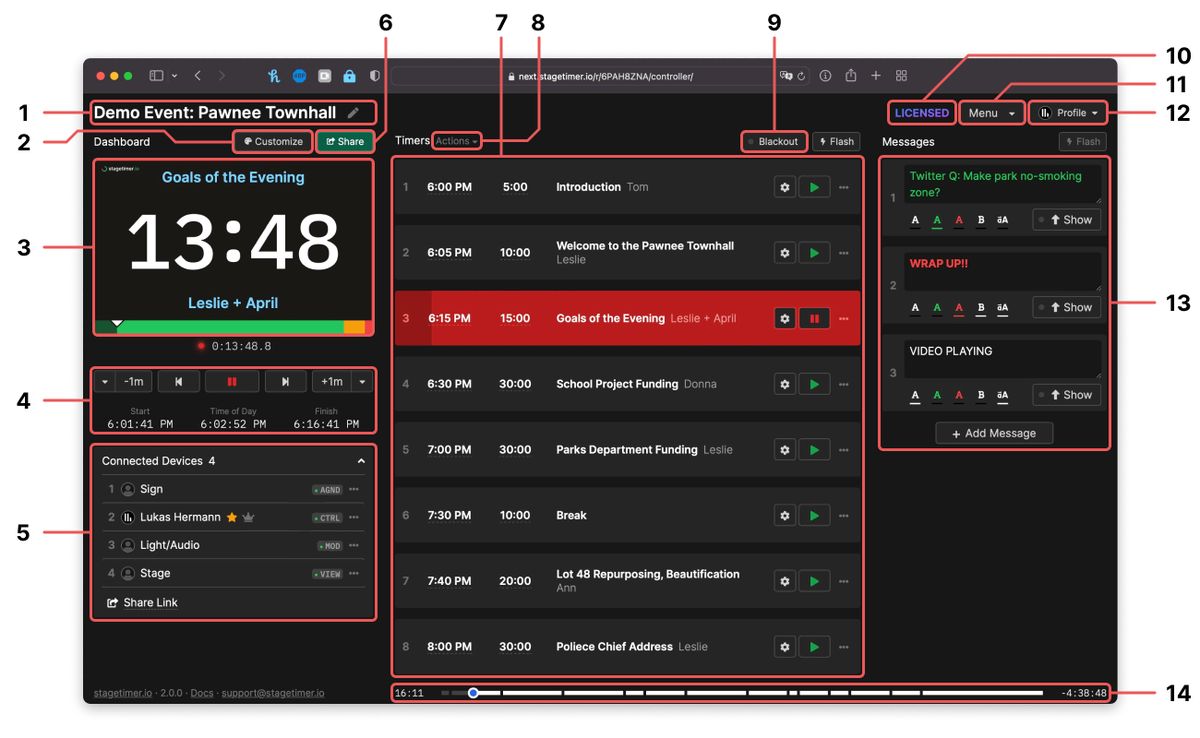 6 7 8 9
10
11
12
1
2
3
4
5
13
14
next.stagetimer.io/r/6PAH8ZNA/controller/
Demo Event: Pawnee Townhall
LICENSED Menu Profile
Dashboard Customize Share
Timers Actions Blackout Flash
Messages Flash
stagetimer.io
Goals of the Evening
13:48
Leslie + April
0:13:48.8
-1m +1m
Start Time of Day Finish
6:01:41 PM 6:02:52 PM 6:16:41 PM
Connected Devices 4
1 Sign AGND
2 Lukas Hermann CTRL
3 Light/Audio MOD
4 Stage VIEW
Share Link
1 6:00 PM 5:00 Introduction Tom
2 6:05 PM 10:00 Welcome to the Pawnee Townhall
Leslie
3 6:15 PM 15:00 Goals of the Evening Leslie + April
4 6:30 PM 30:00 School Project Funding Donna
5 7:00 PM 30:00 Parks Department Funding Leslie
6 7:30 PM 10:00 Break
7 7:40 PM 20:00 Lot 48 Repurposing, Beautification
Ann
8 8:00 PM 30:00 Poliece Chief Address Leslie
1 Twitter Q: Make park no-smoking
zone?
A A A B aA Show
2 WRAP UP!!
A A A B aA Show
3 VIDEO PLAYING
A A A B aA Show
+ Add Message
stagetimer.io · 2.0.0 · Docs · support@stagetimer.io
16:11 -4:38:48